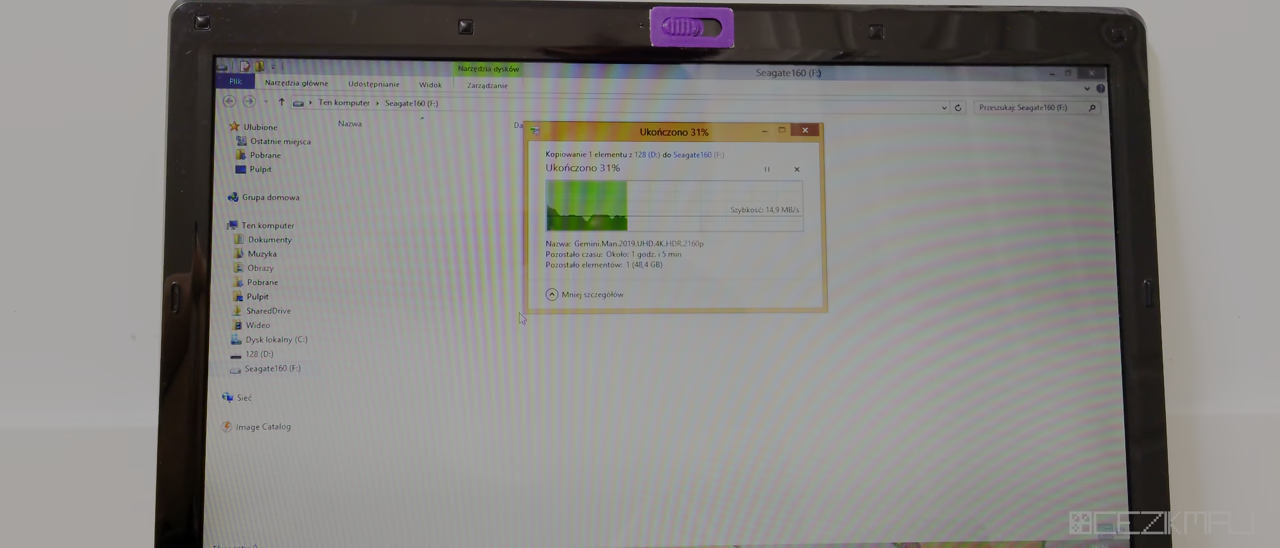 Narzędzia dysków
Seagate160 (F:)
Plik
Narzędzia główne
Udostępnianie
Widok
Zarządzanie
Ten komputer
Seagate160 (F:)
Przeszukaj: Seagate160 (F:)
Nazwa
Da
Ulubione
Ostatnie miejsca
Pobrane
Pulpit
Grupa domowa
Ten komputer
Dokumenty
Muzyka
Obrazy
Pobrane
Pulpit
SharedDrive
Wideo
Dysk lokalny (C:)
128 (D:)
Seagate160 (F:)
Sieć
Image Catalog
Ukończono 31%
Kopiowanie 1 elementu z 128 (D:) do Seagate160 (F:)
Ukończono 31%
Szybkość: 14,9 MB/s
Nazwa: Gemini.Man.2019.UHD.4K.HDR.2160p
Pozostało czasu: Około: 1 godz. i 5 min
Pozostało elementów: 1 (48,4 GB)
Mniej szczegółów
CEZIKMAJ